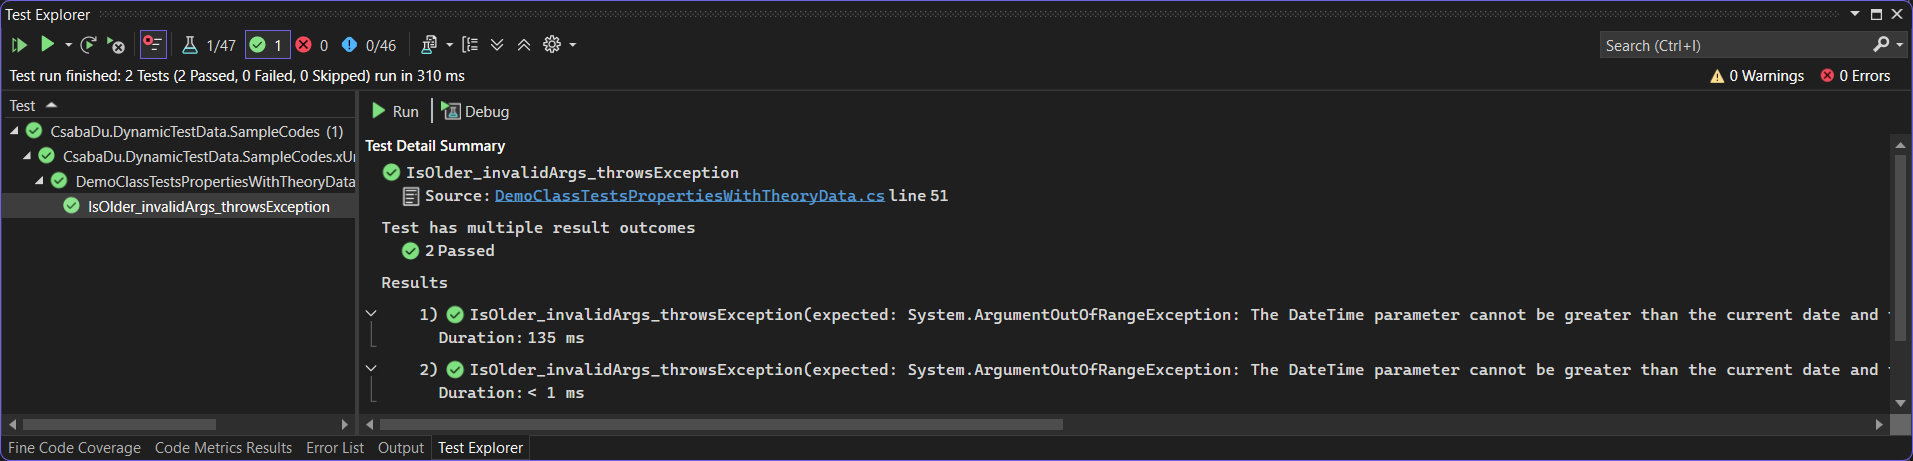 Test Explorer
1/47 1 0 0/46 Search (Ctrl+I)
Test run finished: 2 Tests (2 Passed, 0 Failed, 0 Skipped) run in 310 ms 0 Warnings 0 Errors
Test
CsabaDu.DynamicTestData.SampleCodes (1)
CsabaDu.DynamicTestData.SampleCodes.xUr
DemoClassTestsPropertiesWithTheoryData
IsOlder_invalidArgs_throwsException
Run Debug
Test Detail Summary
IsOlder_invalidArgs_throwsException
Source: DemoClassTestsPropertiesWithTheoryData.cs line 51
Test has multiple result outcomes
2 Passed
Results
1) IsOlder_invalidArgs_throwsException(expected: System.ArgumentOutOfRangeException: The DateTime parameter cannot be greater than the current date and
Duration: 135 ms
2) IsOlder_invalidArgs_throwsException(expected: System.ArgumentOutOfRangeException: The DateTime parameter cannot be greater than the current date and
Duration: < 1 ms
Fine Code Coverage Code Metrics Results Error List Output Test Explorer